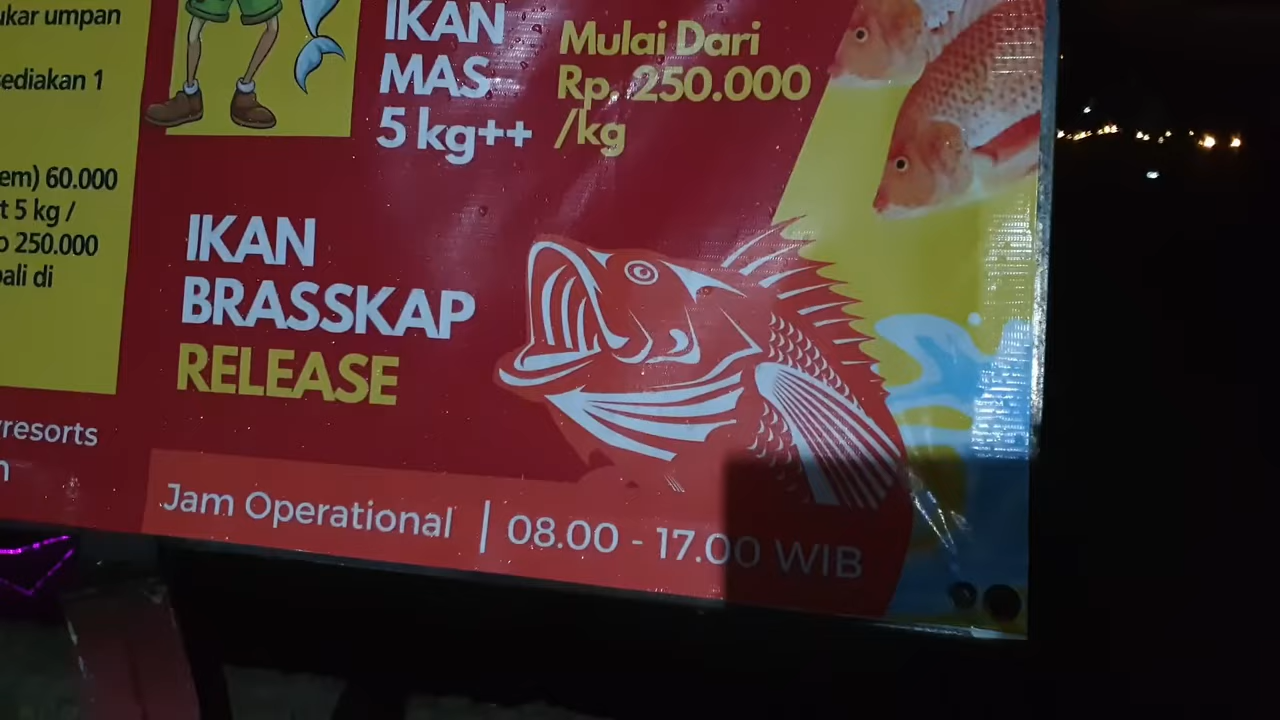 ukar umpan
sediakan 1
em) 60.000
t 5 kg /
250.000
ali di
resorts
IKAN
MAS
5 kg++
Mulai Dari
Rp. 250.000
/kg
IKAN
BRASSKAP
RELEASE
Jam Operational | 08.00 - 17.00 WIB